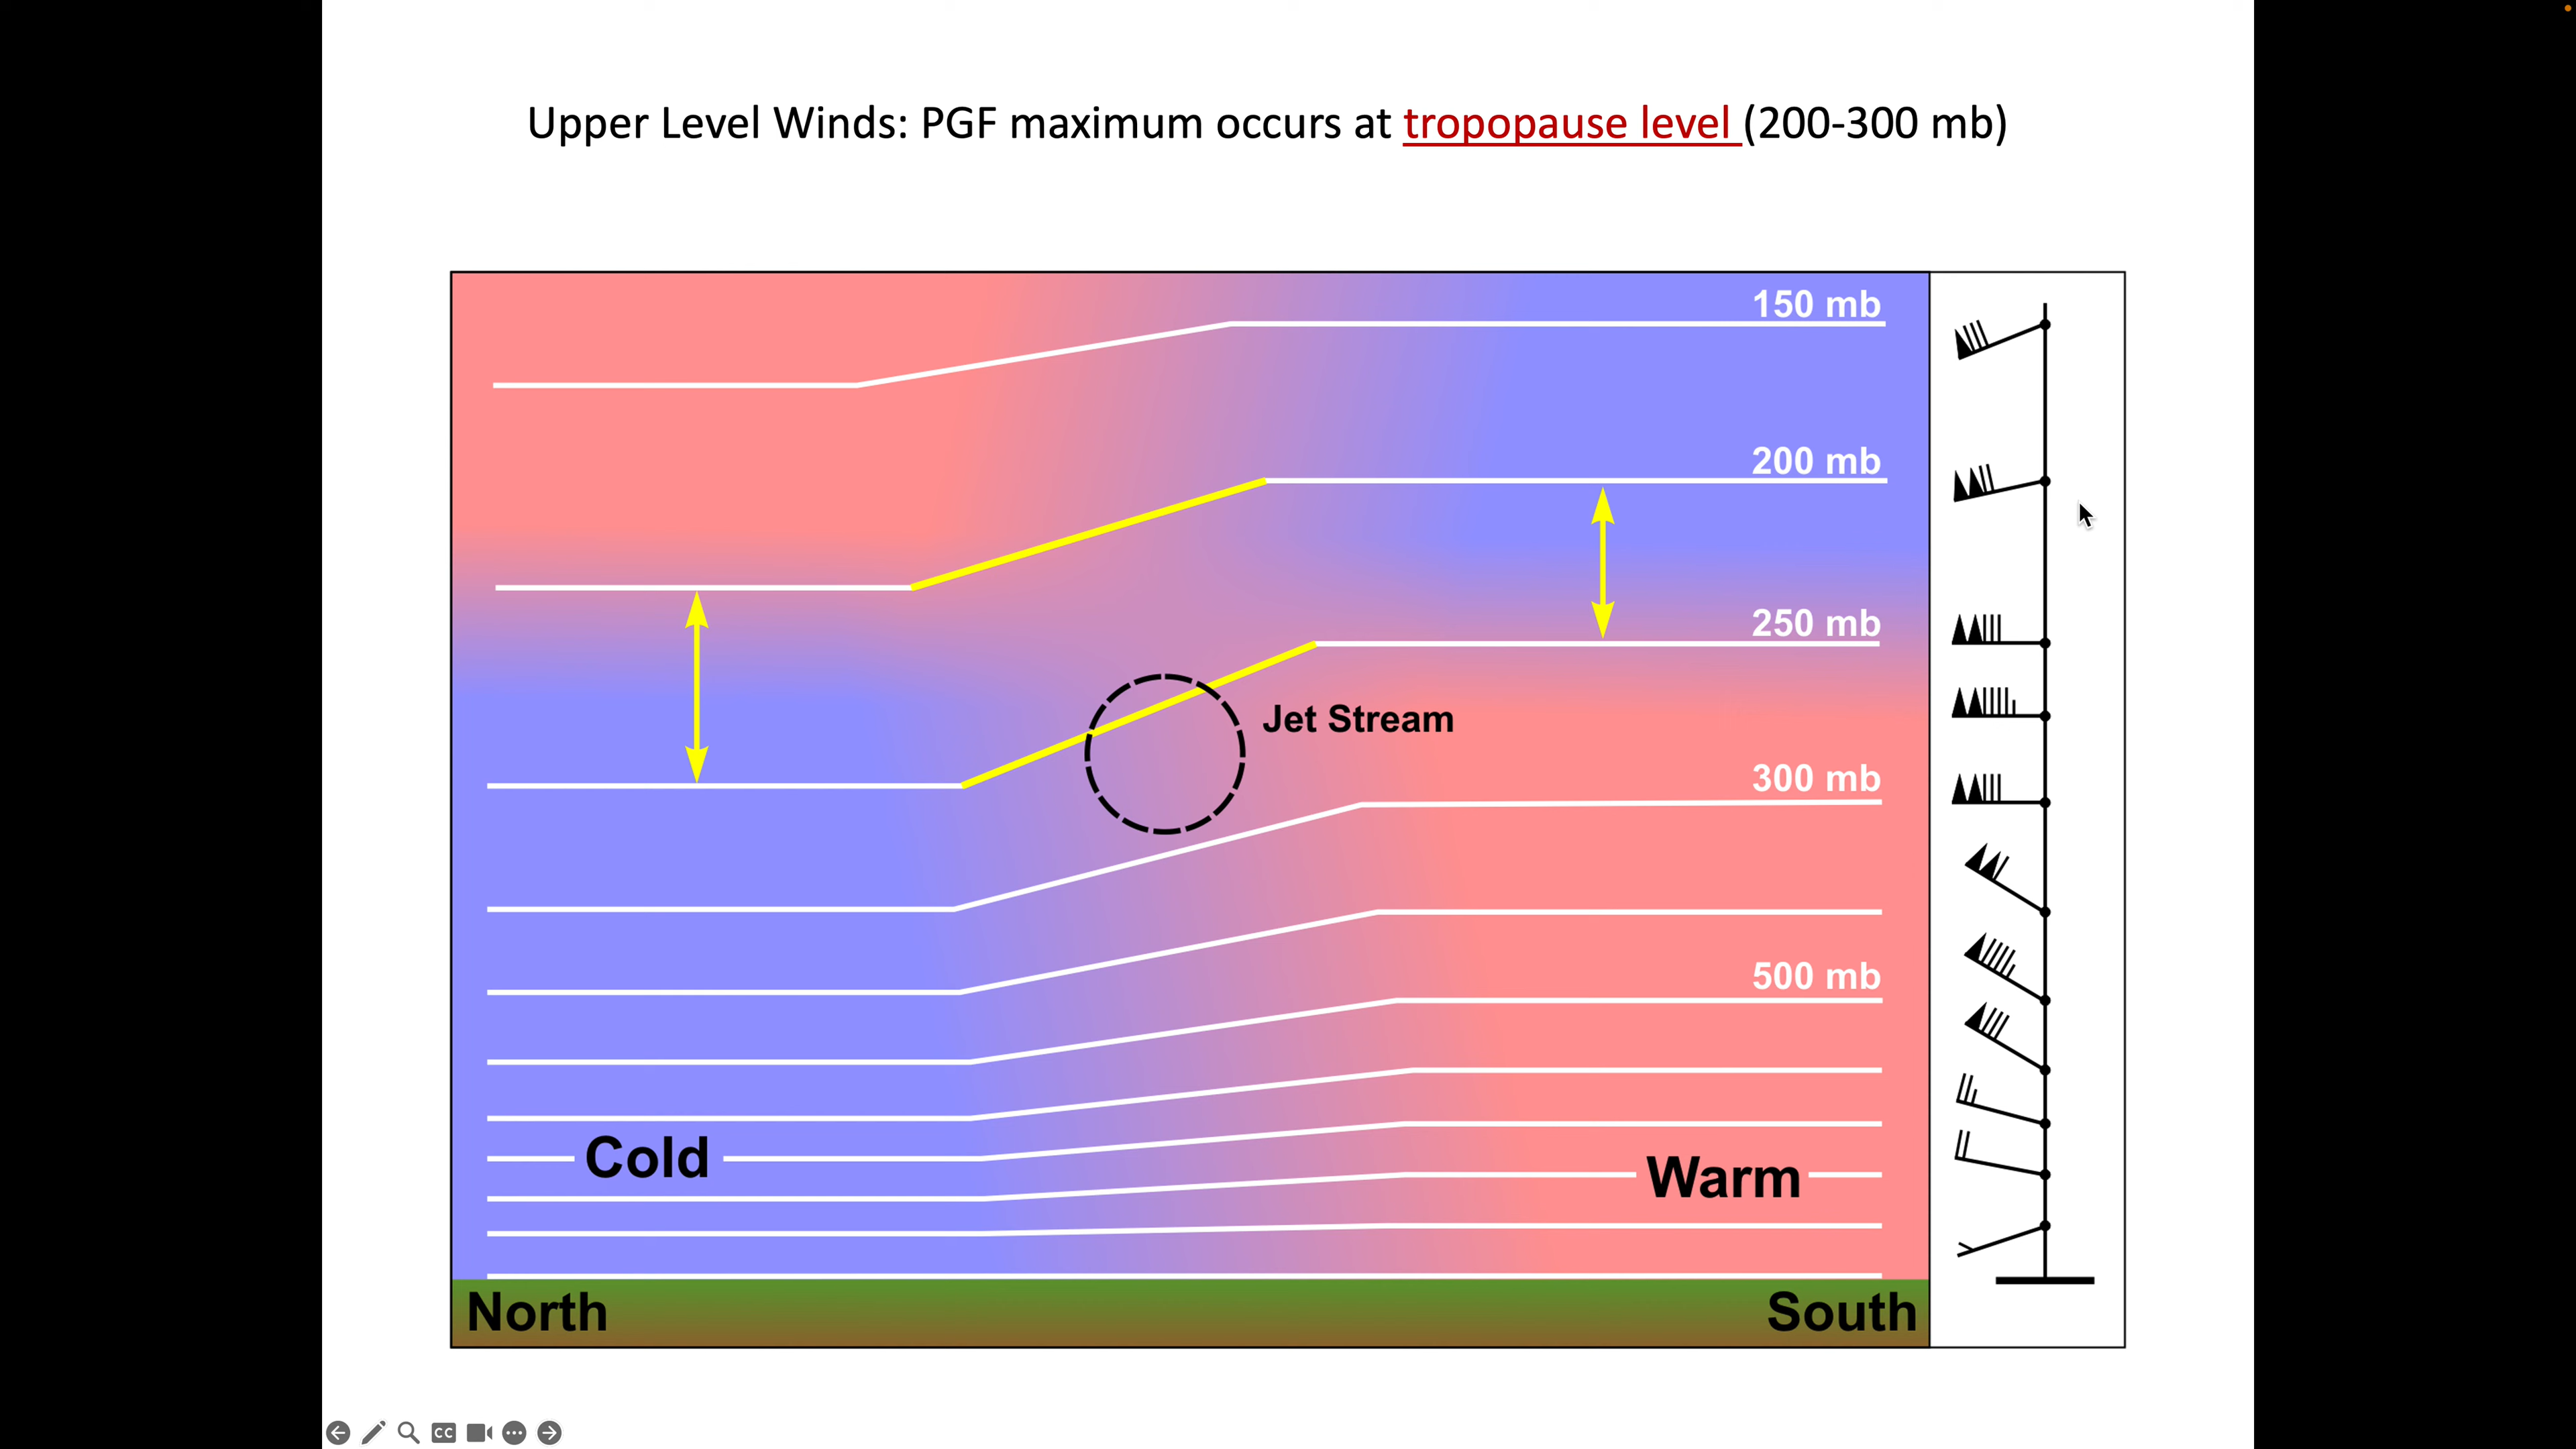 Upper Level Winds: PGF maximum occurs at tropopause level (200-300 mb)
150 mb
200 mb
250 mb
Jet Stream
300 mb
500 mb
Cold
Warm
North
South
CC